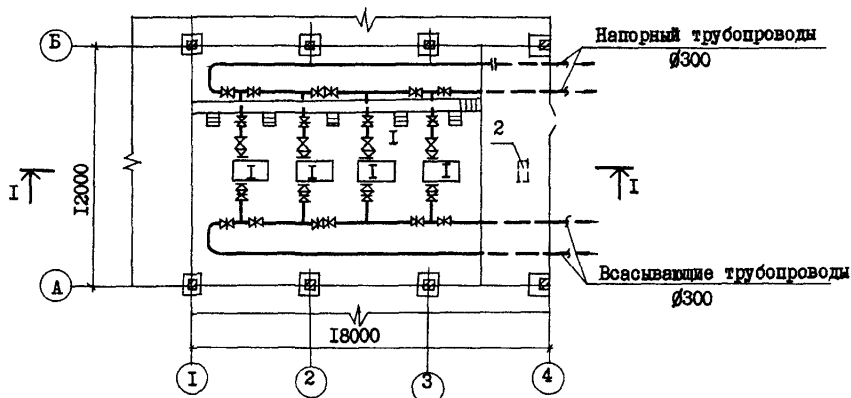 Б
Напорный трубопроводы
Ø300
I
2
I
I
I
I
I
I
I2000
Всасывающие трубопроводы
Ø300
А
I8000
I
2
3
4